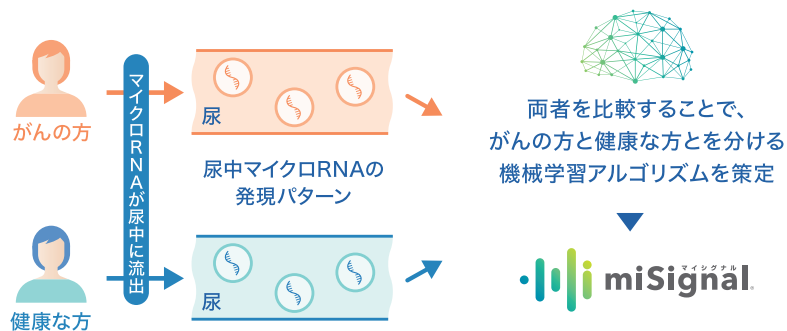 がんの方
マイクロRNAが尿中に流出
尿
尿中マイクロRNAの
発現パターン
健康な方
尿
両者を比較することで、
がんの方と健康な方とを分ける
機械学習アルゴリズムを策定
マイシグナル
miSignal®